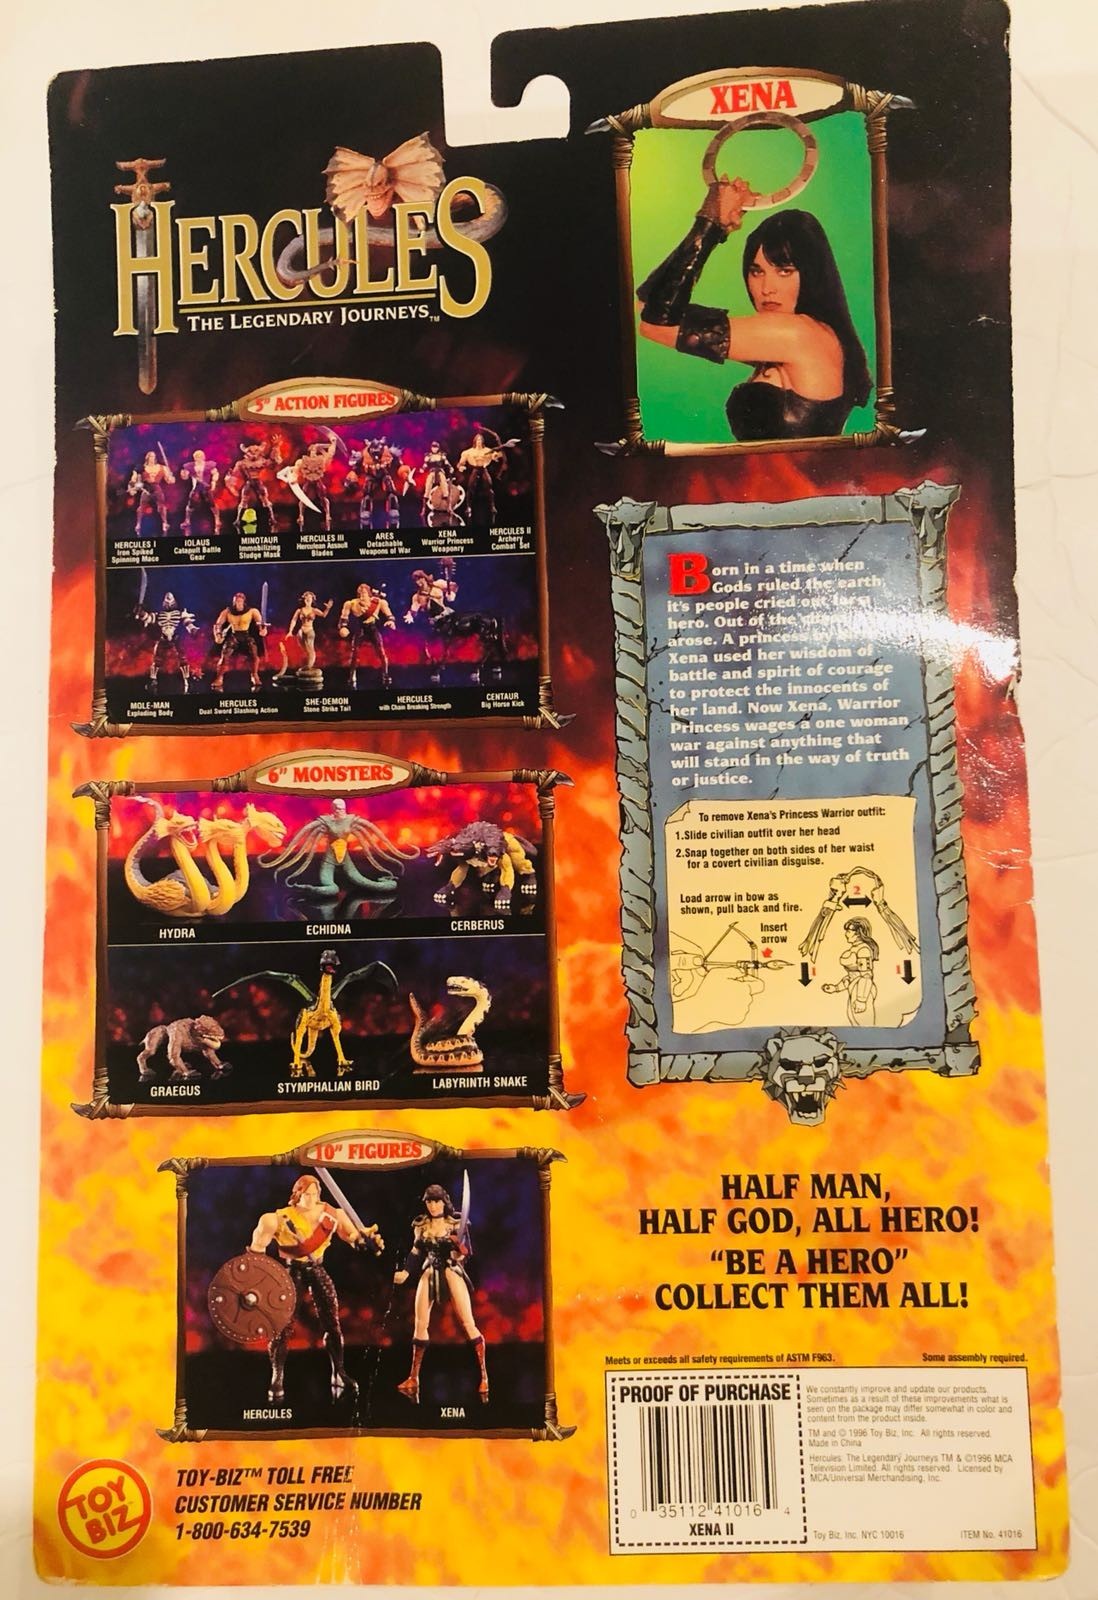 HERCULES
THE LEGENDARY JOURNEYS™
XENA
5" ACTION FIGURES
HERCULES I
Iron Spiked
Spinning Mace
IOLAUS
Catapult Battle
Gear
MINOTAUR
Immobilizing
Sludge Mask
HERCULES III
Herculean Assault
Blades
ARES
Detachable
Weapons of War
XENA
Warrior Princess
Weaponry
HERCULES II
Archery
Combat Set
MOLE-MAN
Exploding Body
HERCULES
Dual Sword Slashing Action
SHE-DEMON
Stone Strike Tail
HERCULES
with Chain Breaking Strength
CENTAUR
Big Horse Kick
6" MONSTERS
HYDRA
ECHIDNA
CERBERUS
GRAEGUS
STYMPHALIAN BIRD
LABYRINTH SNAKE
10" FIGURES
HERCULES
XENA
TOY BIZ
TOY-BIZ™ TOLL FREE
CUSTOMER SERVICE NUMBER
1-800-634-7539
Born in a time when
Gods ruled the earth,
it's people cried out for a
hero. Out of the
arose. A princess by
Xena used her wisdom of
battle and spirit of courage
to protect the innocents of
her land. Now Xena, Warrior
Princess wages a one woman
war against anything that
will stand in the way of truth
or justice.
To remove Xena's Princess Warrior outfit:
1.Slide civilian outfit over her head
2.Snap together on both sides of her waist
for a covert civilian disguise.
Load arrow in bow as
shown, pull back and fire.
Insert
arrow
2
1
1
HALF MAN,
HALF GOD, ALL HERO!
"BE A HERO"
COLLECT THEM ALL!
Meets or exceeds all safety requirements of ASTM F963.
Some assembly required.
PROOF OF PURCHASE
0 35112 41016 4
XENA II
We constantly improve and update our products.
Sometimes as a result of these improvements what is
seen on the package may differ somewhat in color and
content from the product inside.
TM and © 1996 Toy Biz, Inc. All rights reserved.
Made in China
Hercules: The Legendary Journeys TM & ©1996 MCA
Television Limited. All rights reserved. Licensed by
MCA/Universal Merchandising, Inc.
Toy Biz, Inc. NYC 10016
ITEM No. 41016